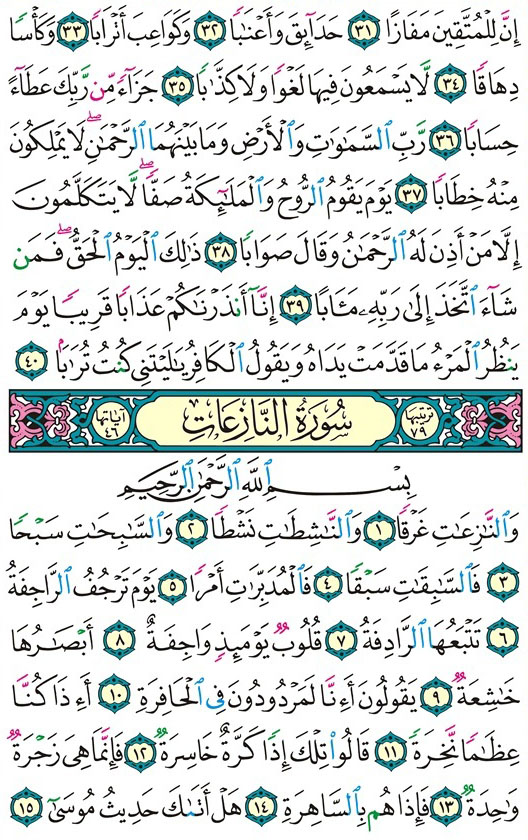 إِنَّ لِلْمُتَّقِينَ مَفَازًا ٣١ حَدَآئِقَ وَأَعْنَٰبًا ٣٢ وَكَوَاعِبَ أَتْرَابًا ٣٣ وَكَأْسًا
دِهَاقًا ٣٤ لَّا يَسْمَعُونَ فِيهَا لَغْوًا وَلَا كِذَّٰبًا ٣٥ جَزَآءً مِّن رَّبِّكَ عَطَآءً
حِسَابًا ٣٦ رَّبِّ ٱلسَّمَٰوَٰتِ وَٱلْأَرْضِ وَمَا بَيْنَهُمَا ٱلرَّحْمَٰنِ ۖ لَا يَمْلِكُونَ
مِنْهُ خِطَابًا ٣٧ يَوْمَ يَقُومُ ٱلرُّوحُ وَٱلْمَلَٰٓئِكَةُ صَفًّا ۖ لَّا يَتَكَلَّمُونَ
إِلَّا مَنْ أَذِنَ لَهُ ٱلرَّحْمَٰنُ وَقَالَ صَوَابًا ٣٨ ذَٰلِكَ ٱلْيَوْمُ ٱلْحَقُّ ۖ فَمَن
شَآءَ ٱتَّخَذَ إِلَىٰ رَبِّهِۦ مَـَٔابًا ٣٩ إِنَّآ أَنذَرْنَٰكُمْ عَذَابًا قَرِيبًا يَوْمَ
يَنظُرُ ٱلْمَرْءُ مَا قَدَّمَتْ يَدَاهُ وَيَقُولُ ٱلْكَافِرُ يَٰلَيْتَنِى كُنتُ تُرَٰبًۢا ٤٠
ترتيبها ٧٩ سُورَةُ النَّازِعَاتِ آياتها ٤٦
بِسْمِ ٱللَّهِ ٱلرَّحْمَٰنِ ٱلرَّحِيمِ
وَٱلنَّٰزِعَٰتِ غَرْقًا ١ وَٱلنَّٰشِطَٰتِ نَشْطًا ٢ وَٱلسَّٰبِحَٰتِ سَبْحًا
٣ فَٱلسَّٰبِقَٰتِ سَبْقًا ٤ فَٱلْمُدَبِّرَٰتِ أَمْرًا ٥ يَوْمَ تَرْجُفُ ٱلرَّاجِفَةُ
٦ تَتْبَعُهَا ٱلرَّادِفَةُ ٧ قُلُوبٌ يَوْمَئِذٍ وَاجِفَةٌ ٨ أَبْصَٰرُهَا
خَٰشِعَةٌ ٩ يَقُولُونَ أَءِنَّا لَمَرْدُودُونَ فِى ٱلْحَافِرَةِ ١٠ أَءِذَا كُنَّا
عِظَٰمًا نَّخِرَةً ١١ قَالُوا۟ تِلْكَ إِذًا كَرَّةٌ خَاسِرَةٌ ١٢ فَإِنَّمَا هِىَ زَجْرَةٌ
وَٰحِدَةٌ ١٣ فَإِذَا هُم بِٱلسَّاهِرَةِ ١٤ هَلْ أَتَىٰكَ حَدِيثُ مُوسَىٰٓ ١٥